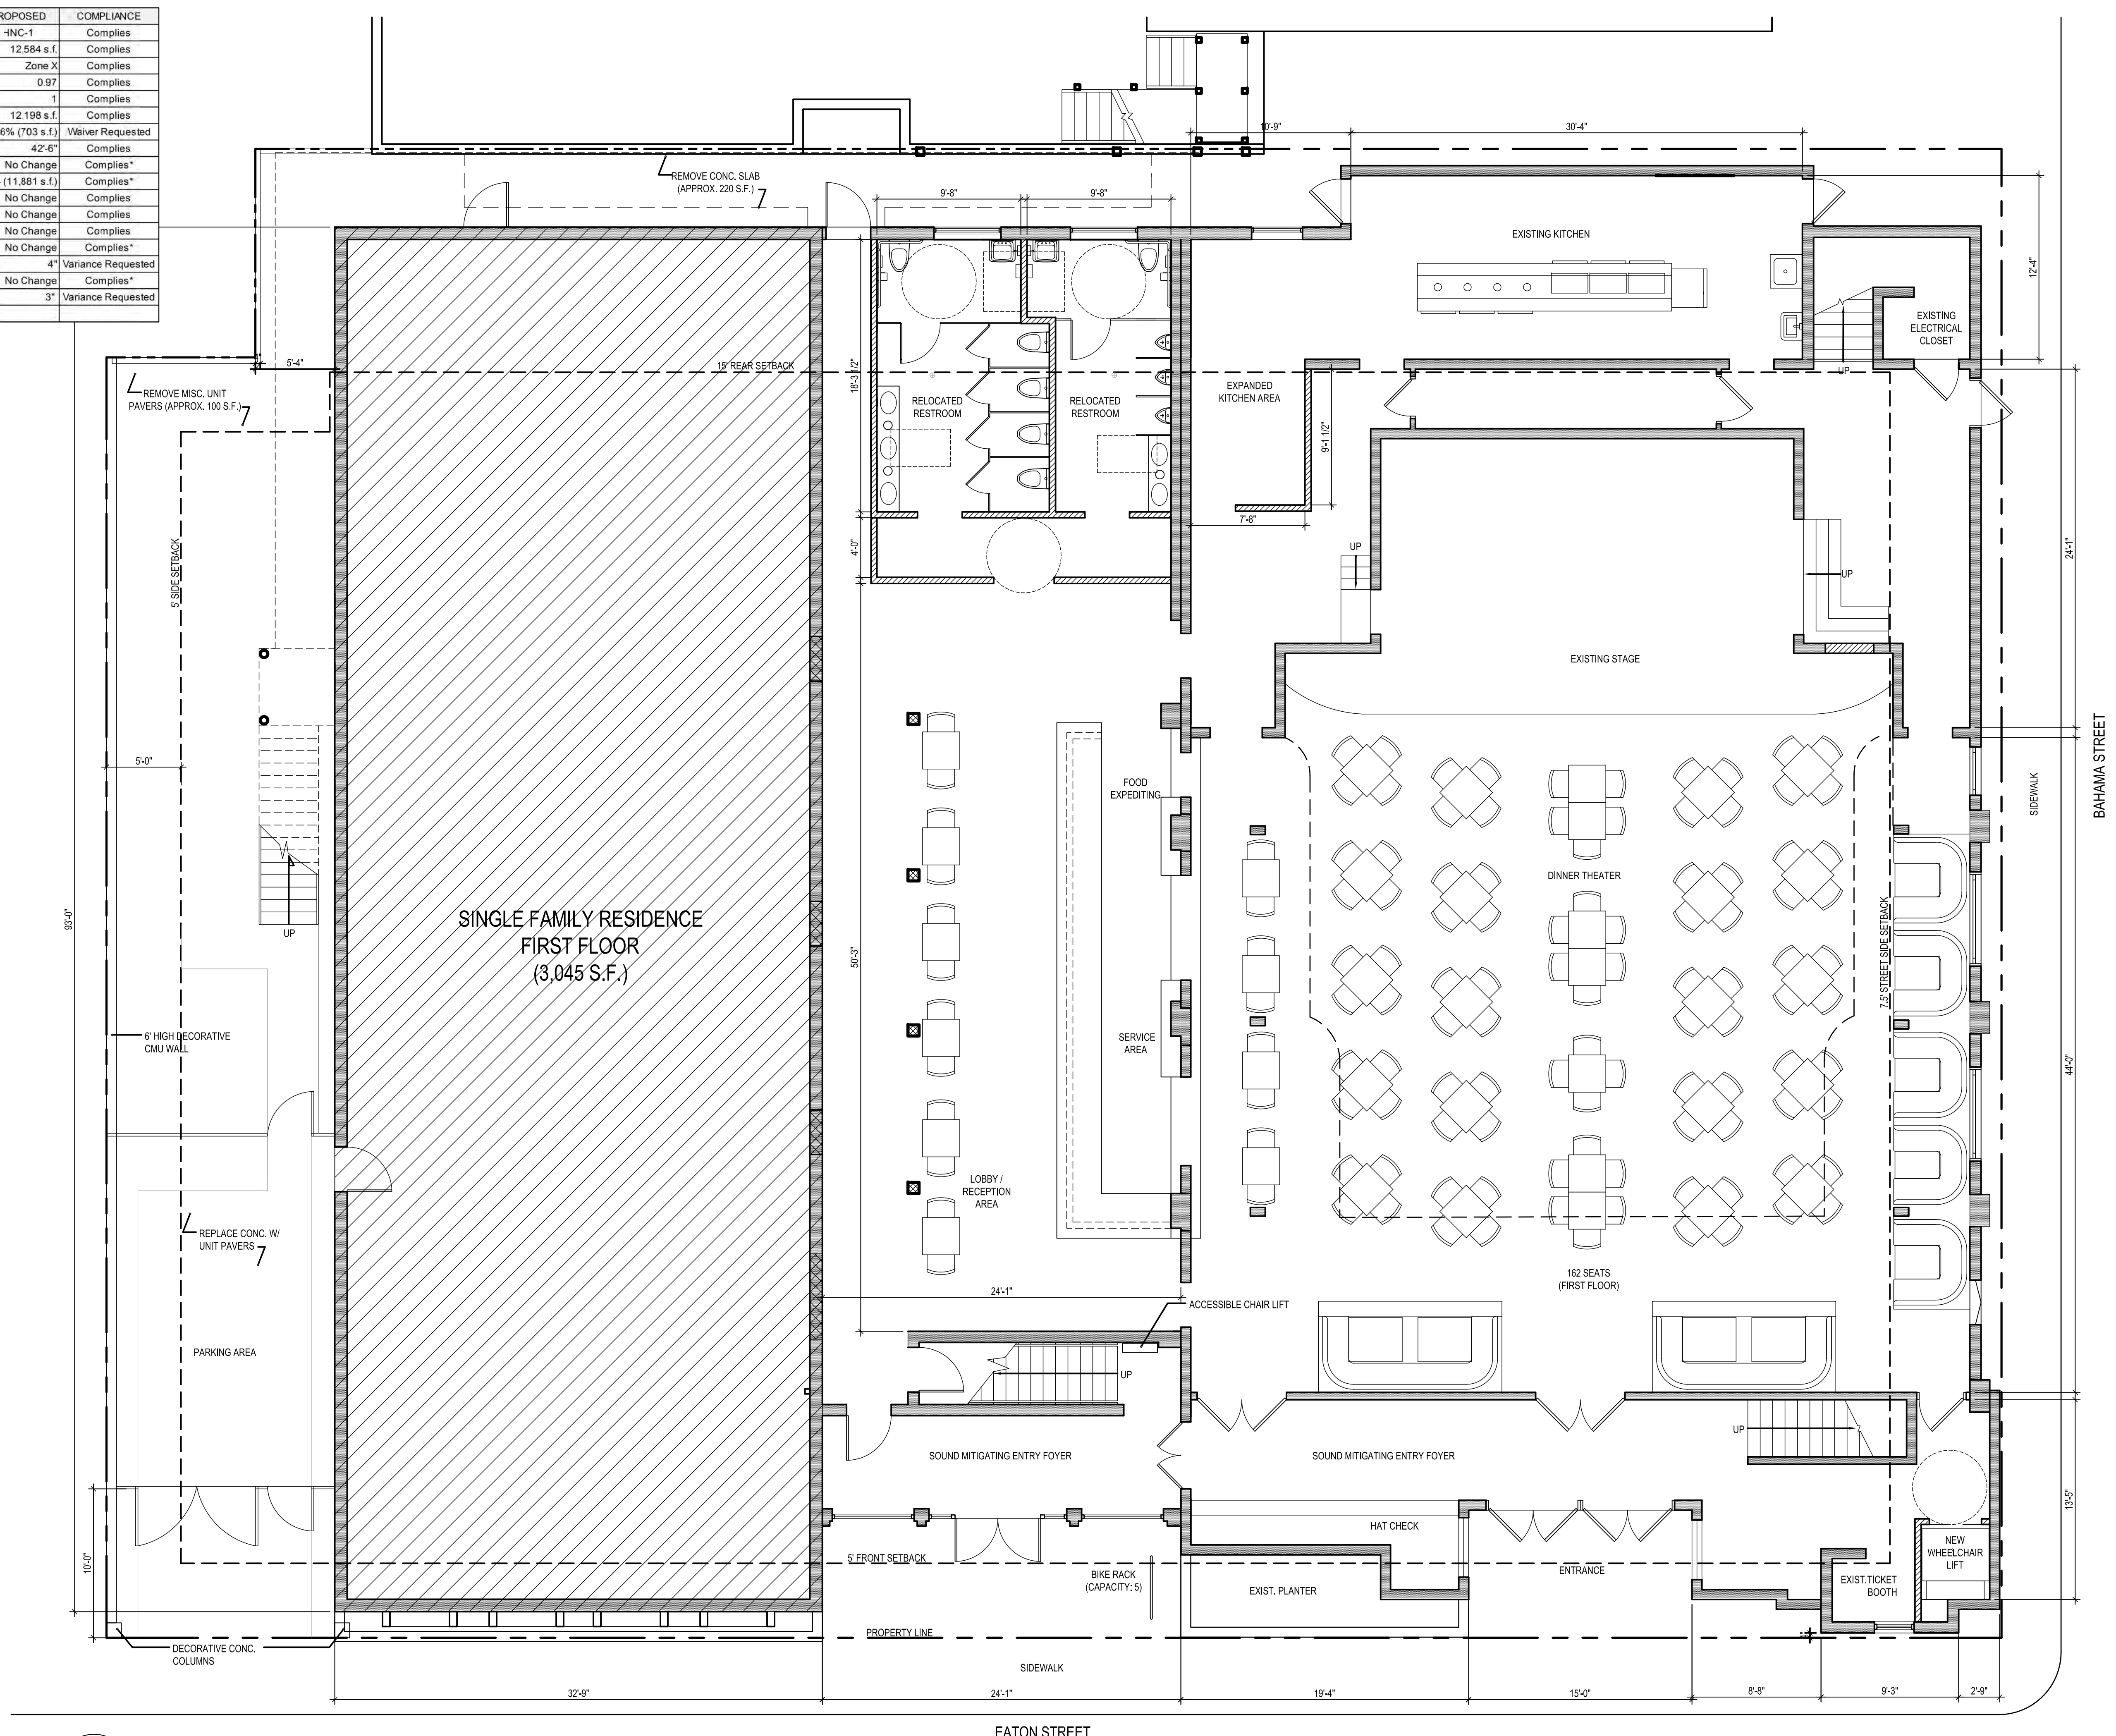 ROPOSED COMPLIANCE
HNC-1 Complies
12,584 s.f. Complies
Zone X Complies
0.97 Complies
1 Complies
12,198 s.f. Complies
6% (703 s.f.) Waiver Requested
42'-6" Complies
No Change Complies*
(11,881 s.f.) Complies*
No Change Complies
No Change Complies
No Change Complies
No Change Complies*
4" Variance Requested
No Change Complies*
3" Variance Requested
10'-9"
30'-4"
REMOVE CONC. SLAB
(APPROX. 220 S.F.)
9'-8"
9'-8"
EXISTING KITCHEN
12'-4"
EXISTING
ELECTRICAL
CLOSET
UP
5'-4"
15' REAR SETBACK
REMOVE MISC. UNIT
PAVERS (APPROX. 100 S.F.)
18'-3 1/2"
RELOCATED
RESTROOM
RELOCATED
RESTROOM
EXPANDED
KITCHEN AREA
9'-1 1/2"
7'-8"
4'-0"
UP
UP
24'-1"
5' SIDE SETBACK
EXISTING STAGE
5'-0"
FOOD
EXPEDITING
SIDEWALK
BAHAMA STREET
DINNER THEATER
93'-0"
UP
SINGLE FAMILY RESIDENCE
FIRST FLOOR
(3,045 S.F.)
50'-3"
7.5' STREET SIDE SETBACK
6' HIGH DECORATIVE
CMU WALL
SERVICE
AREA
44'-0"
LOBBY /
RECEPTION
AREA
REPLACE CONC. W/
UNIT PAVERS
162 SEATS
(FIRST FLOOR)
24'-1"
ACCESSIBLE CHAIR LIFT
PARKING AREA
UP
UP
SOUND MITIGATING ENTRY FOYER
SOUND MITIGATING ENTRY FOYER
13'-5"
HAT CHECK
10'-0"
5' FRONT SETBACK
BIKE RACK
(CAPACITY: 5)
EXIST. PLANTER
ENTRANCE
EXIST.TICKET
BOOTH
NEW
WHEELCHAIR
LIFT
PROPERTY LINE
DECORATIVE CONC.
COLUMNS
SIDEWALK
32'-9"
24'-1"
19'-4"
15'-0"
8'-8"
9'-3"
2'-9"
EATON STREET